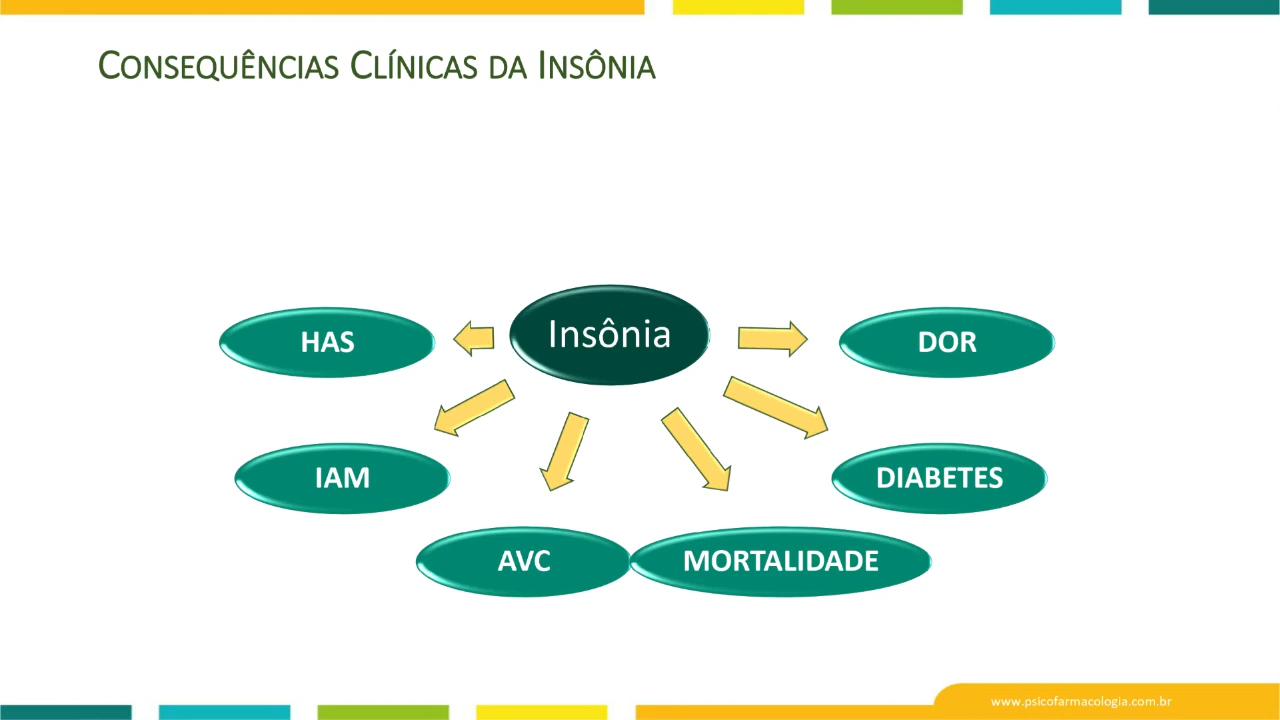 CONSEQUÊNCIAS CLÍNICAS DA INSÔNIA
HAS
Insônia
DOR
IAM
DIABETES
AVC
MORTALIDADE
www.psicofarmacologia.com.br